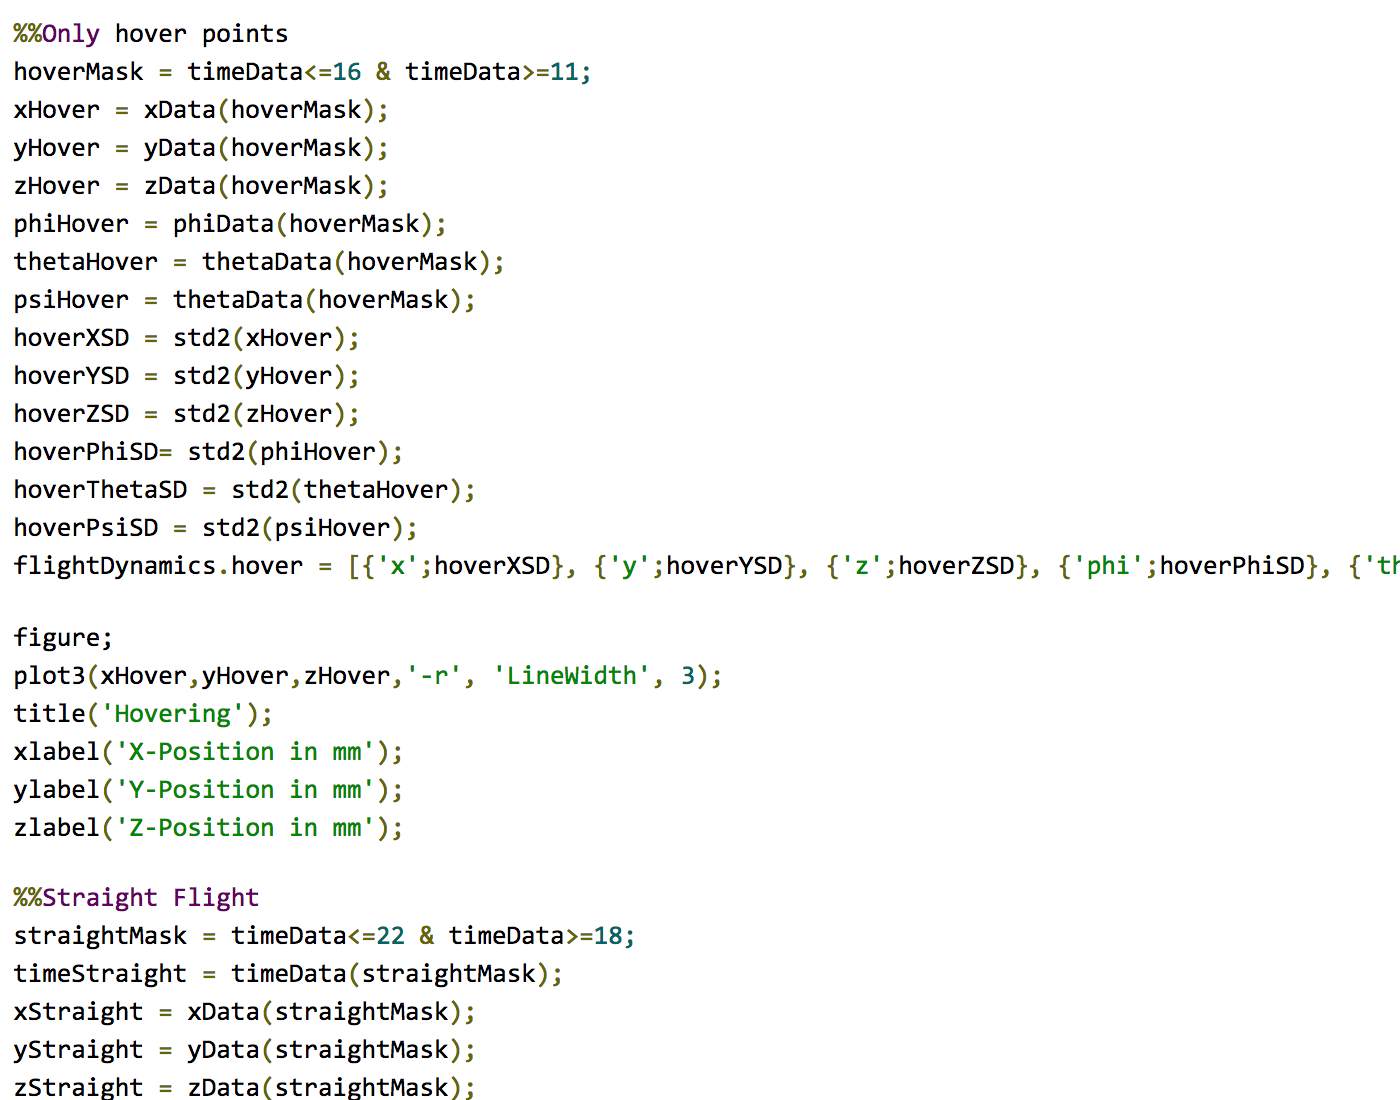 %%Only hover points
hoverMask = timeData<=16 & timeData>=11;
xHover = xData(hoverMask);
yHover = yData(hoverMask);
zHover = zData(hoverMask);
phiHover = phiData(hoverMask);
thetaHover = thetaData(hoverMask);
psiHover = thetaData(hoverMask);
hoverXSD = std2(xHover);
hoverYSD = std2(yHover);
hoverZSD = std2(zHover);
hoverPhiSD= std2(phiHover);
hoverThetaSD = std2(thetaHover);
hoverPsiSD = std2(psiHover);
flightDynamics.hover = [{'x';hoverXSD}, {'y';hoverYSD}, {'z';hoverZSD}, {'phi';hoverPhiSD}, {'th
figure;
plot3(xHover,yHover,zHover,'-r', 'LineWidth', 3);
title('Hovering');
xlabel('X-Position in mm');
ylabel('Y-Position in mm');
zlabel('Z-Position in mm');
%%Straight Flight
straightMask = timeData<=22 & timeData>=18;
timeStraight = timeData(straightMask);
xStraight = xData(straightMask);
yStraight = yData(straightMask);
zStraight = zData(straightMask);